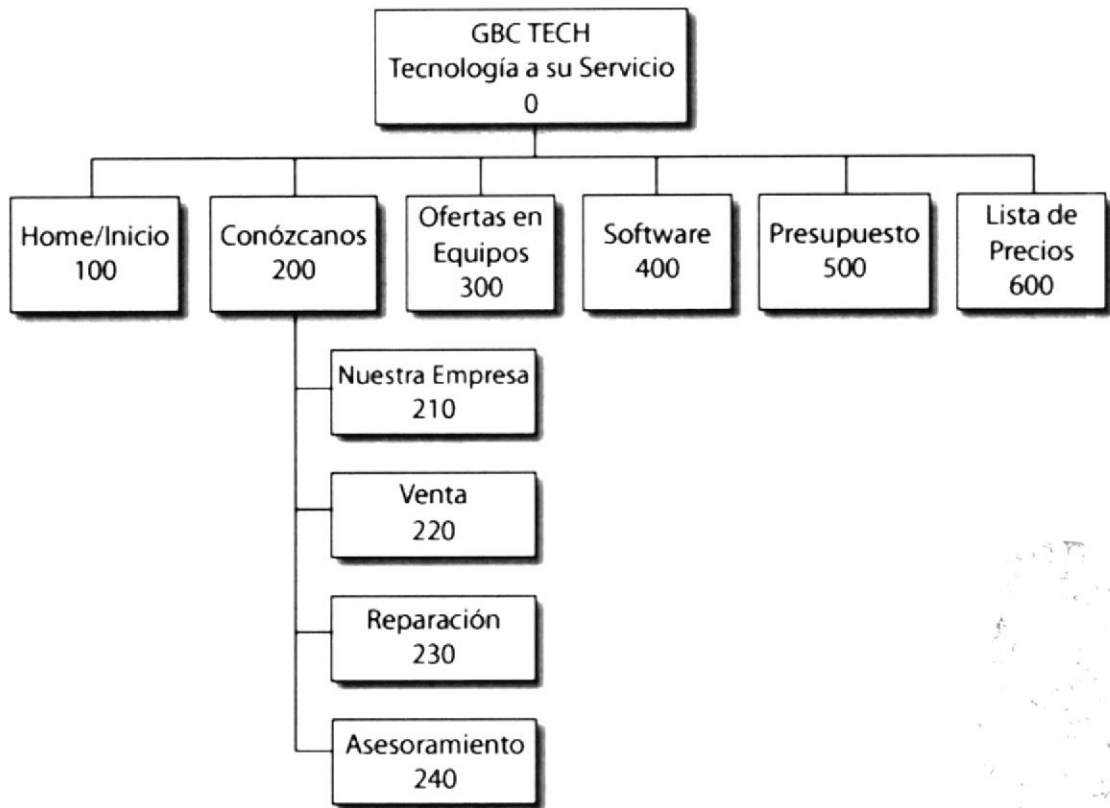 GBC TECH
Tecnología a su Servicio
0
Home/Inicio
100
Conózcanos
200
Ofertas en
Equipos
300
Software
400
Presupuesto
500
Lista de
Precios
600
Nuestra Empresa
210
Venta
220
Reparación
230
Asesoramiento
240